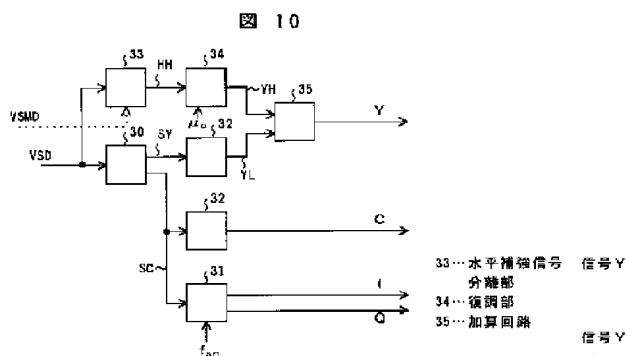 図 10
33
HH
34
YH
35
Y
VSMD
30
SY
μ₀
32
YL
VSD
32
C
SC
31
I
Q
33…水平補強信号 信号Y
分離部
34…復調部
35…加算回路
信号Y